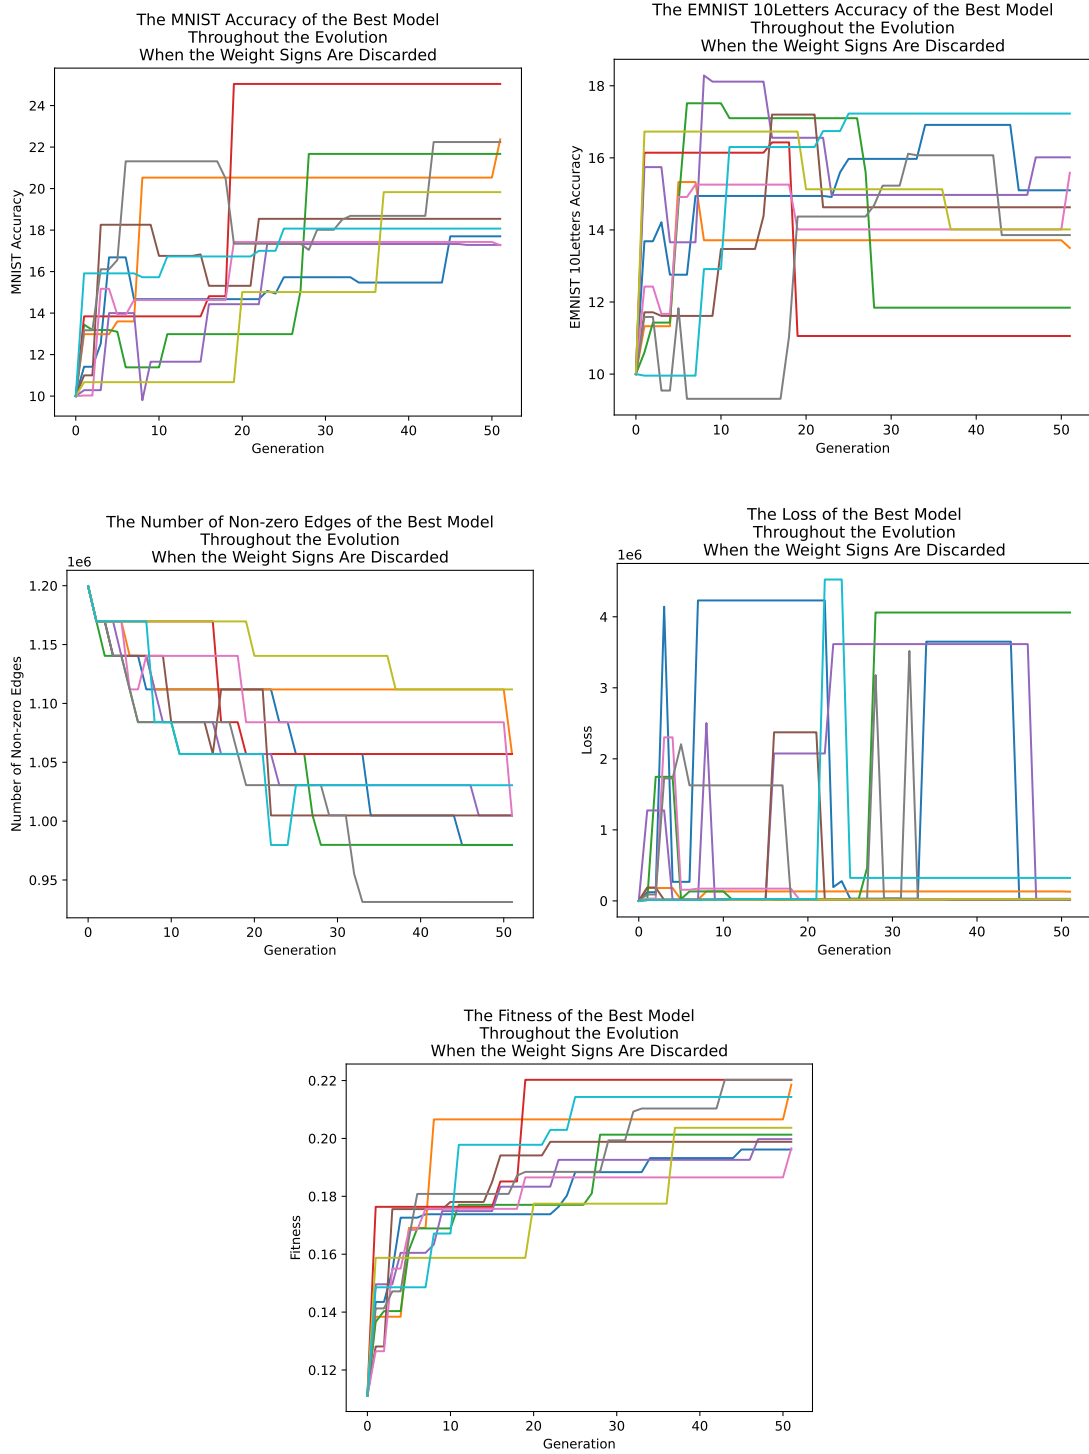 The MNIST Accuracy of the Best Model
Throughout the Evolution
When the Weight Signs Are Discarded
24
22
20
18
16
14
12
10
MNIST Accuracy
0 10 20 30 40 50
Generation
The EMNIST 10Letters Accuracy of the Best Model
Throughout the Evolution
When the Weight Signs Are Discarded
18
16
14
12
10
EMNIST 10Letters Accuracy
0 10 20 30 40 50
Generation
The Number of Non-zero Edges of the Best Model
Throughout the Evolution
When the Weight Signs Are Discarded
1e6
1.20
1.15
1.10
1.05
1.00
0.95
Number of Non-zero Edges
0 10 20 30 40 50
Generation
The Loss of the Best Model
Throughout the Evolution
When the Weight Signs Are Discarded
1e6
4
3
2
1
0
Loss
0 10 20 30 40 50
Generation
The Fitness of the Best Model
Throughout the Evolution
When the Weight Signs Are Discarded
0.22
0.20
0.18
0.16
0.14
0.12
Fitness
0 10 20 30 40 50
Generation